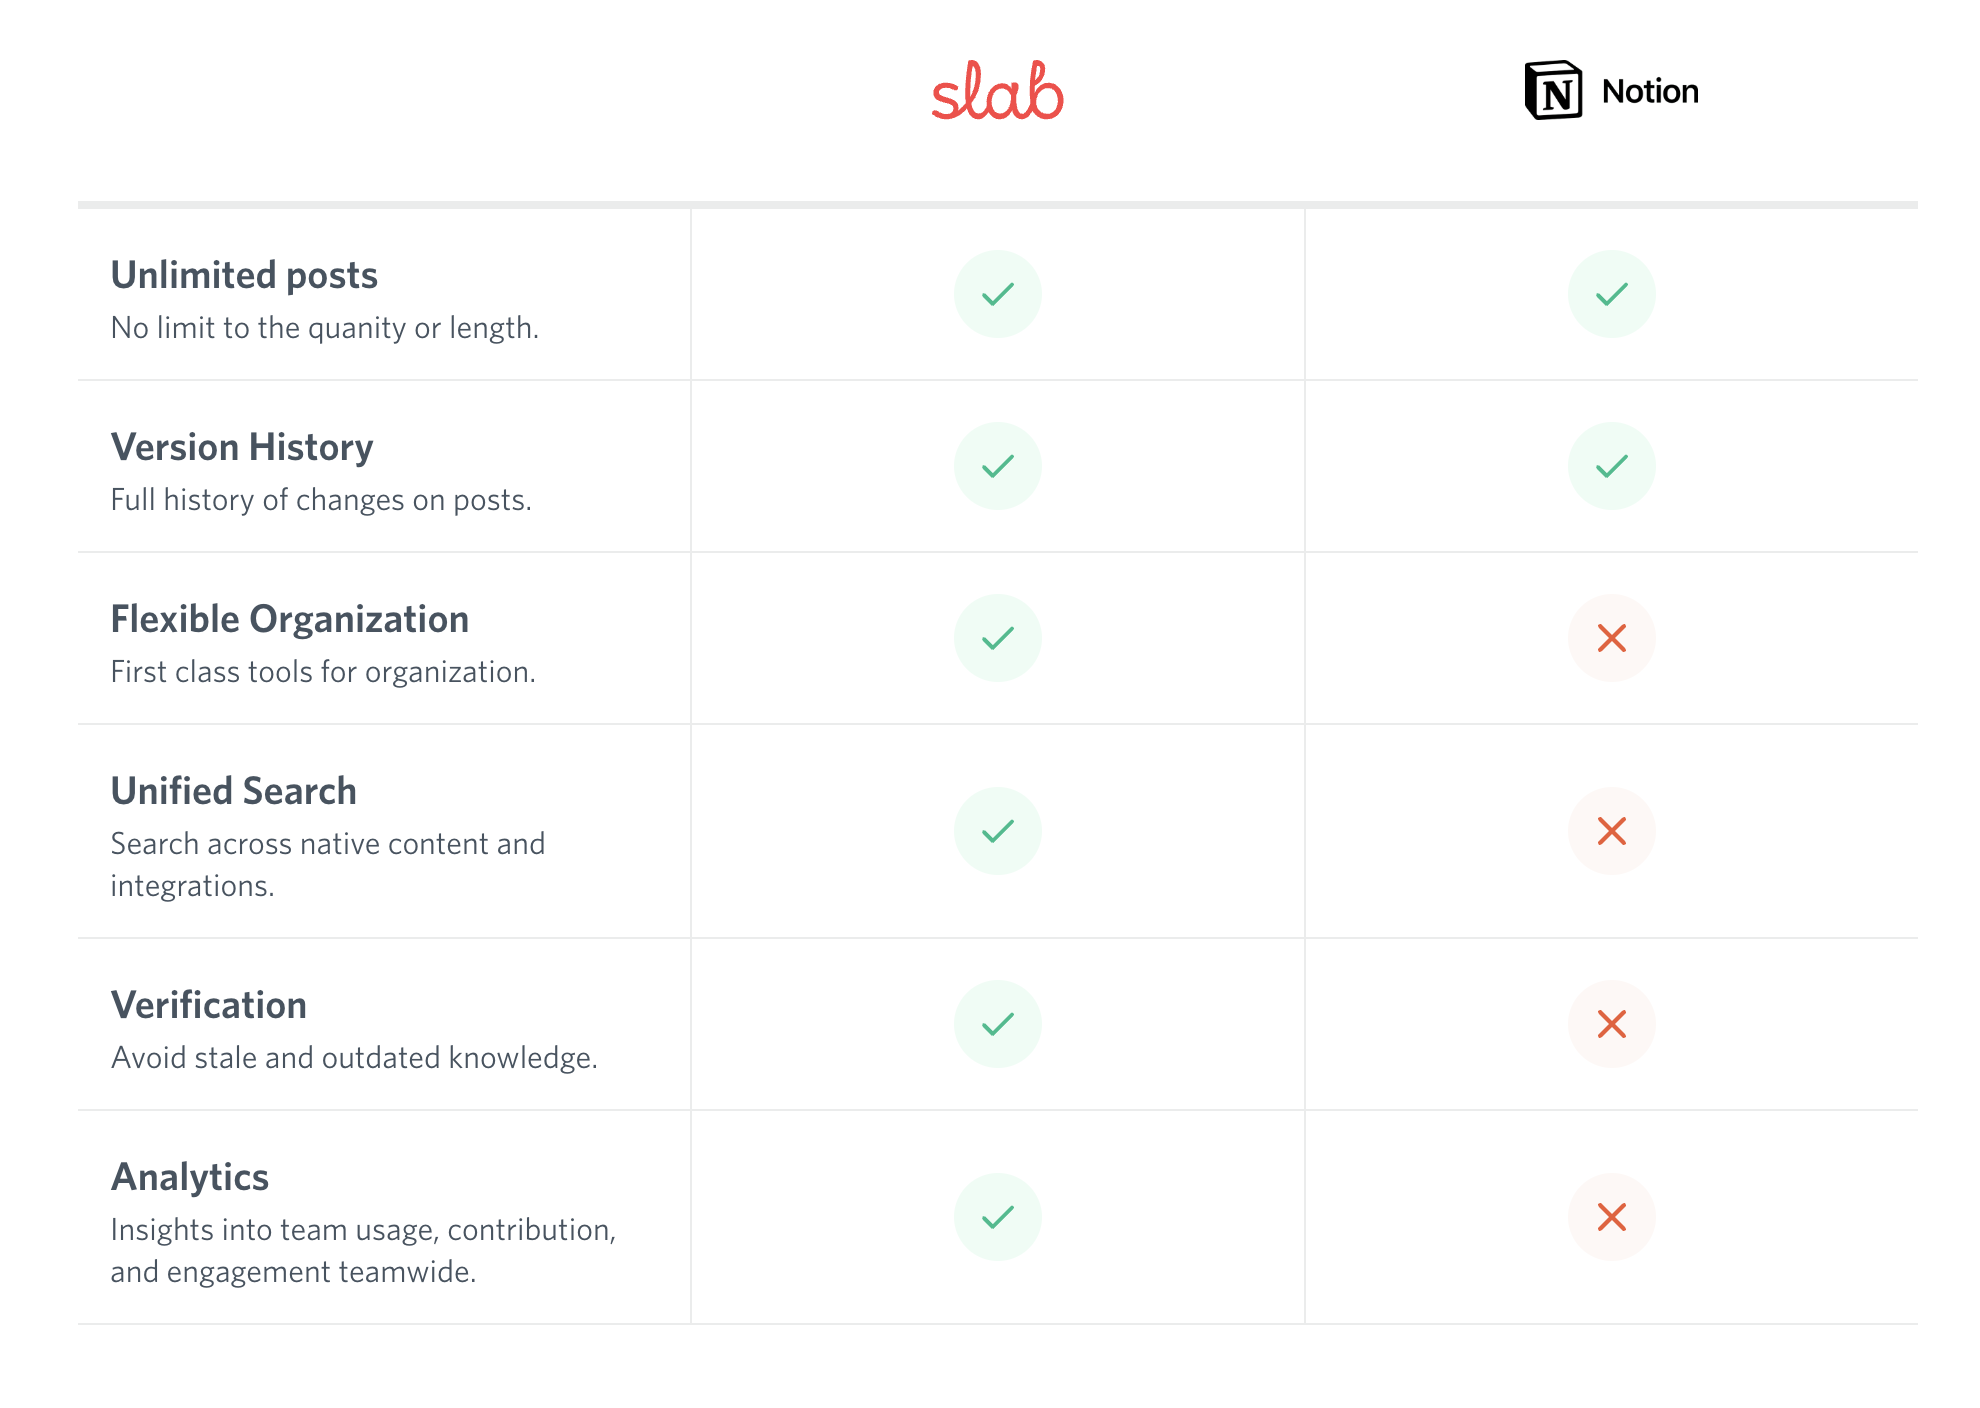 slab
N Notion
Unlimited posts
No limit to the quanity or length.
Version History
Full history of changes on posts.
Flexible Organization
First class tools for organization.
Unified Search
Search across native content and
integrations.
Verification
Avoid stale and outdated knowledge.
Analytics
Insights into team usage, contribution,
and engagement teamwide.